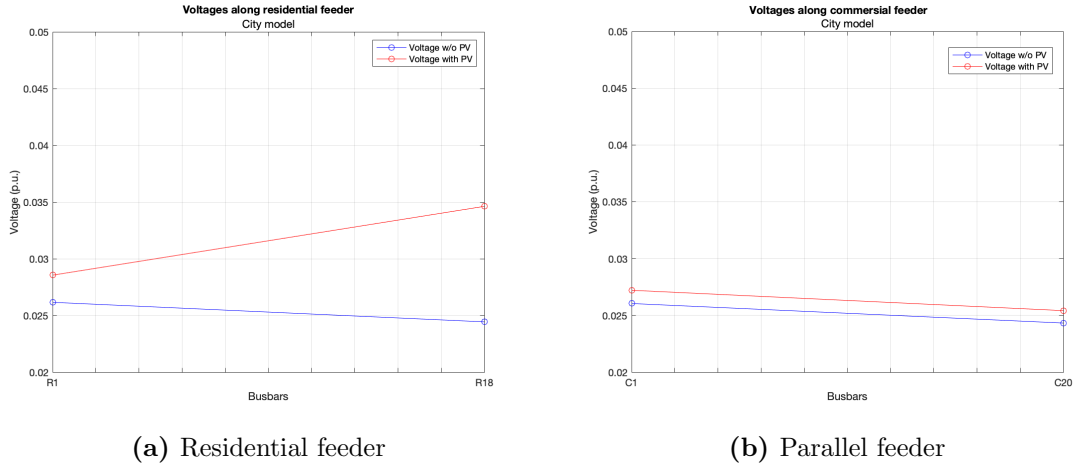 Voltages along residential feeder
City model
0.05
0.045
0.04
0.035
0.03
0.025
0.02
Voltage (p.u.)
Voltage w/o PV
Voltage with PV
R1
R18
Busbars
(a) Residential feeder
Voltages along commersial feeder
City model
0.05
0.045
0.04
0.035
0.03
0.025
0.02
Voltage (p.u.)
Voltage w/o PV
Voltage with PV
C1
C20
Busbars
(b) Parallel feeder